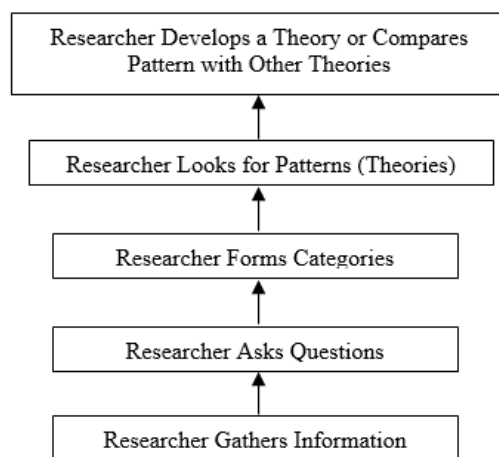 Researcher Develops a Theory or Compares
Pattern with Other Theories
Researcher Looks for Patterns (Theories)
Researcher Forms Categories
Researcher Asks Questions
Researcher Gathers Information